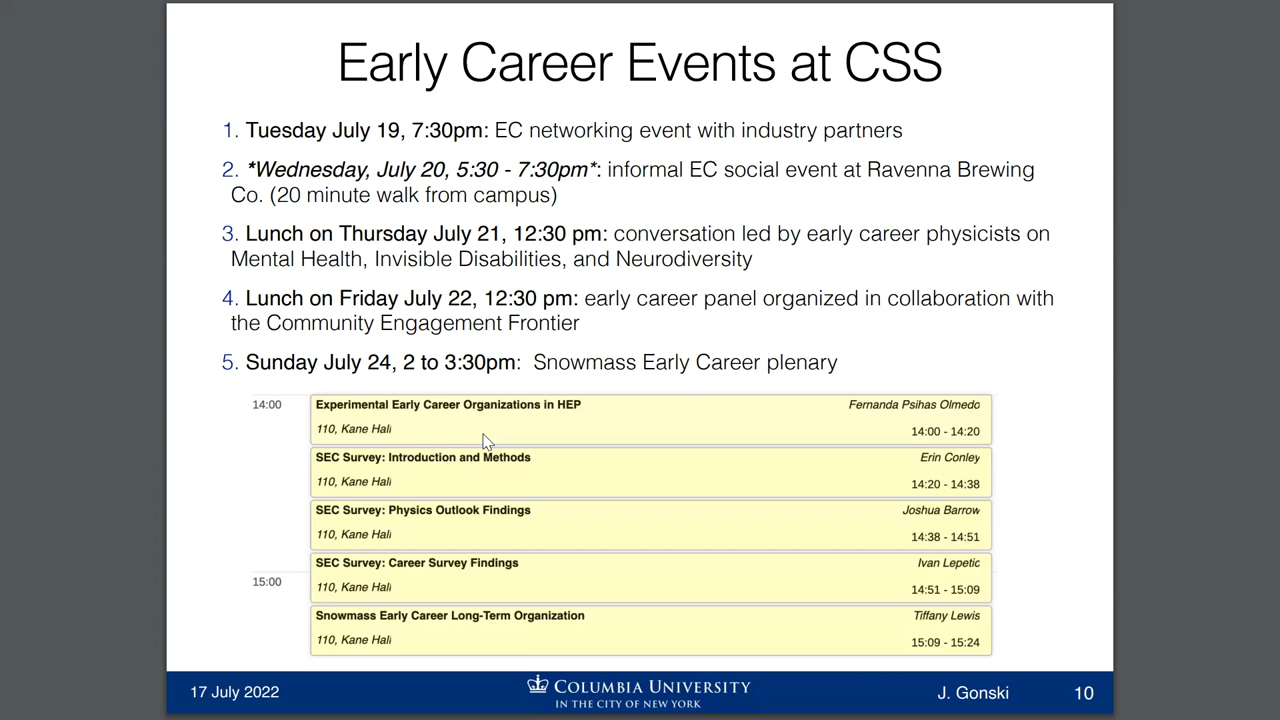 Early Career Events at CSS
1. Tuesday July 19, 7:30pm: EC networking event with industry partners
2. *Wednesday, July 20, 5:30 - 7:30pm*: informal EC social event at Ravenna Brewing
Co. (20 minute walk from campus)
3. Lunch on Thursday July 21, 12:30 pm: conversation led by early career physicists on
Mental Health, Invisible Disabilities, and Neurodiversity
4. Lunch on Friday July 22, 12:30 pm: early career panel organized in collaboration with
the Community Engagement Frontier
5. Sunday July 24, 2 to 3:30pm: Snowmass Early Career plenary
14:00 Experimental Early Career Organizations in HEP Fernanda Psihas Olmedo
110, Kane Hall 14:00 - 14:20
SEC Survey: Introduction and Methods Erin Conley
110, Kane Hall 14:20 - 14:38
SEC Survey: Physics Outlook Findings Joshua Barrow
110, Kane Hall 14:38 - 14:51
SEC Survey: Career Survey Findings Ivan Lepetic
15:00 110, Kane Hall 14:51 - 15:09
Snowmass Early Career Long-Term Organization Tiffany Lewis
110, Kane Hall 15:09 - 15:24
17 July 2022 COLUMBIA UNIVERSITY J. Gonski 10
IN THE CITY OF NEW YORK